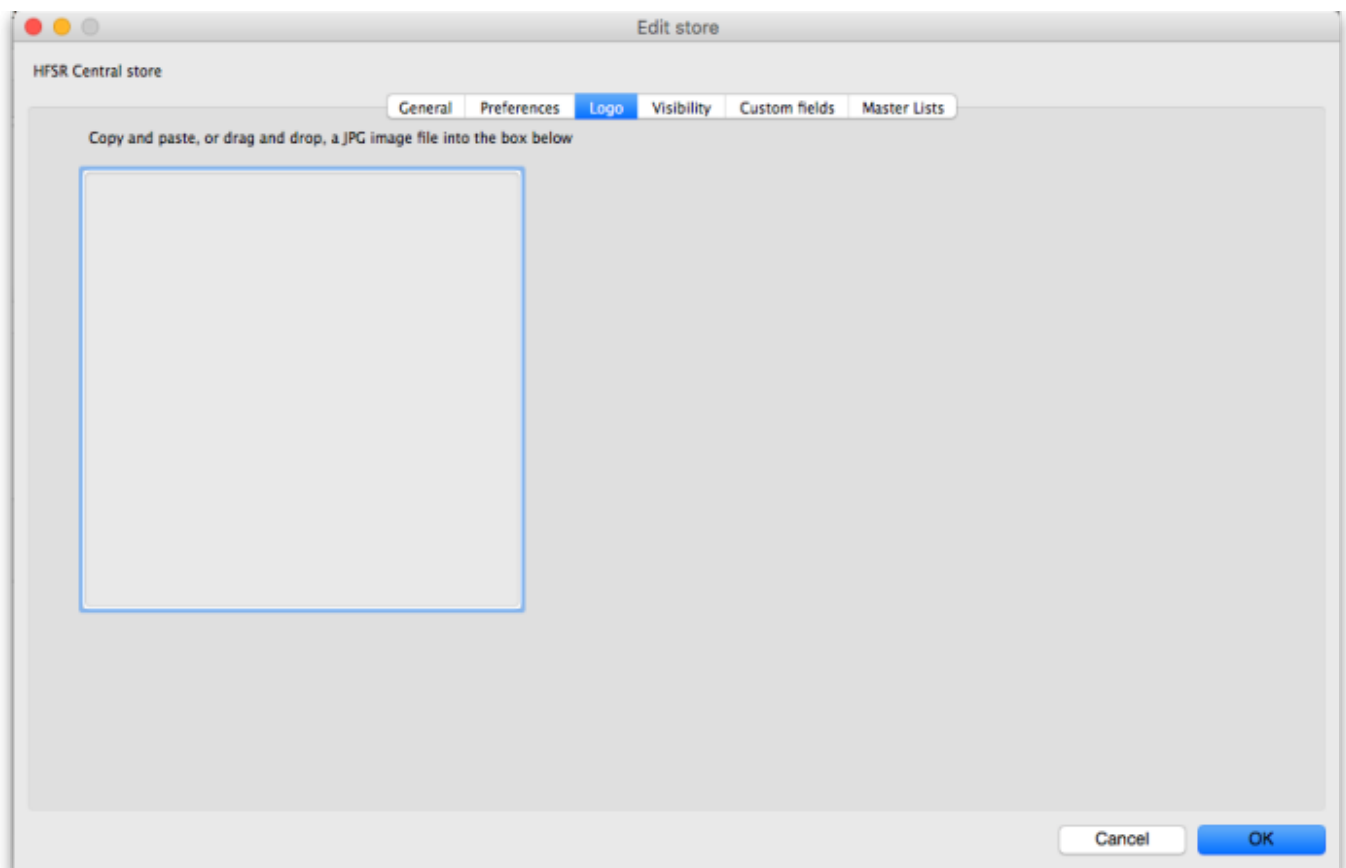 Edit store
HFSR Central store
General Preferences Logo Visibility Custom fields Master Lists
Copy and paste, or drag and drop, a JPG image file into the box below
Cancel OK